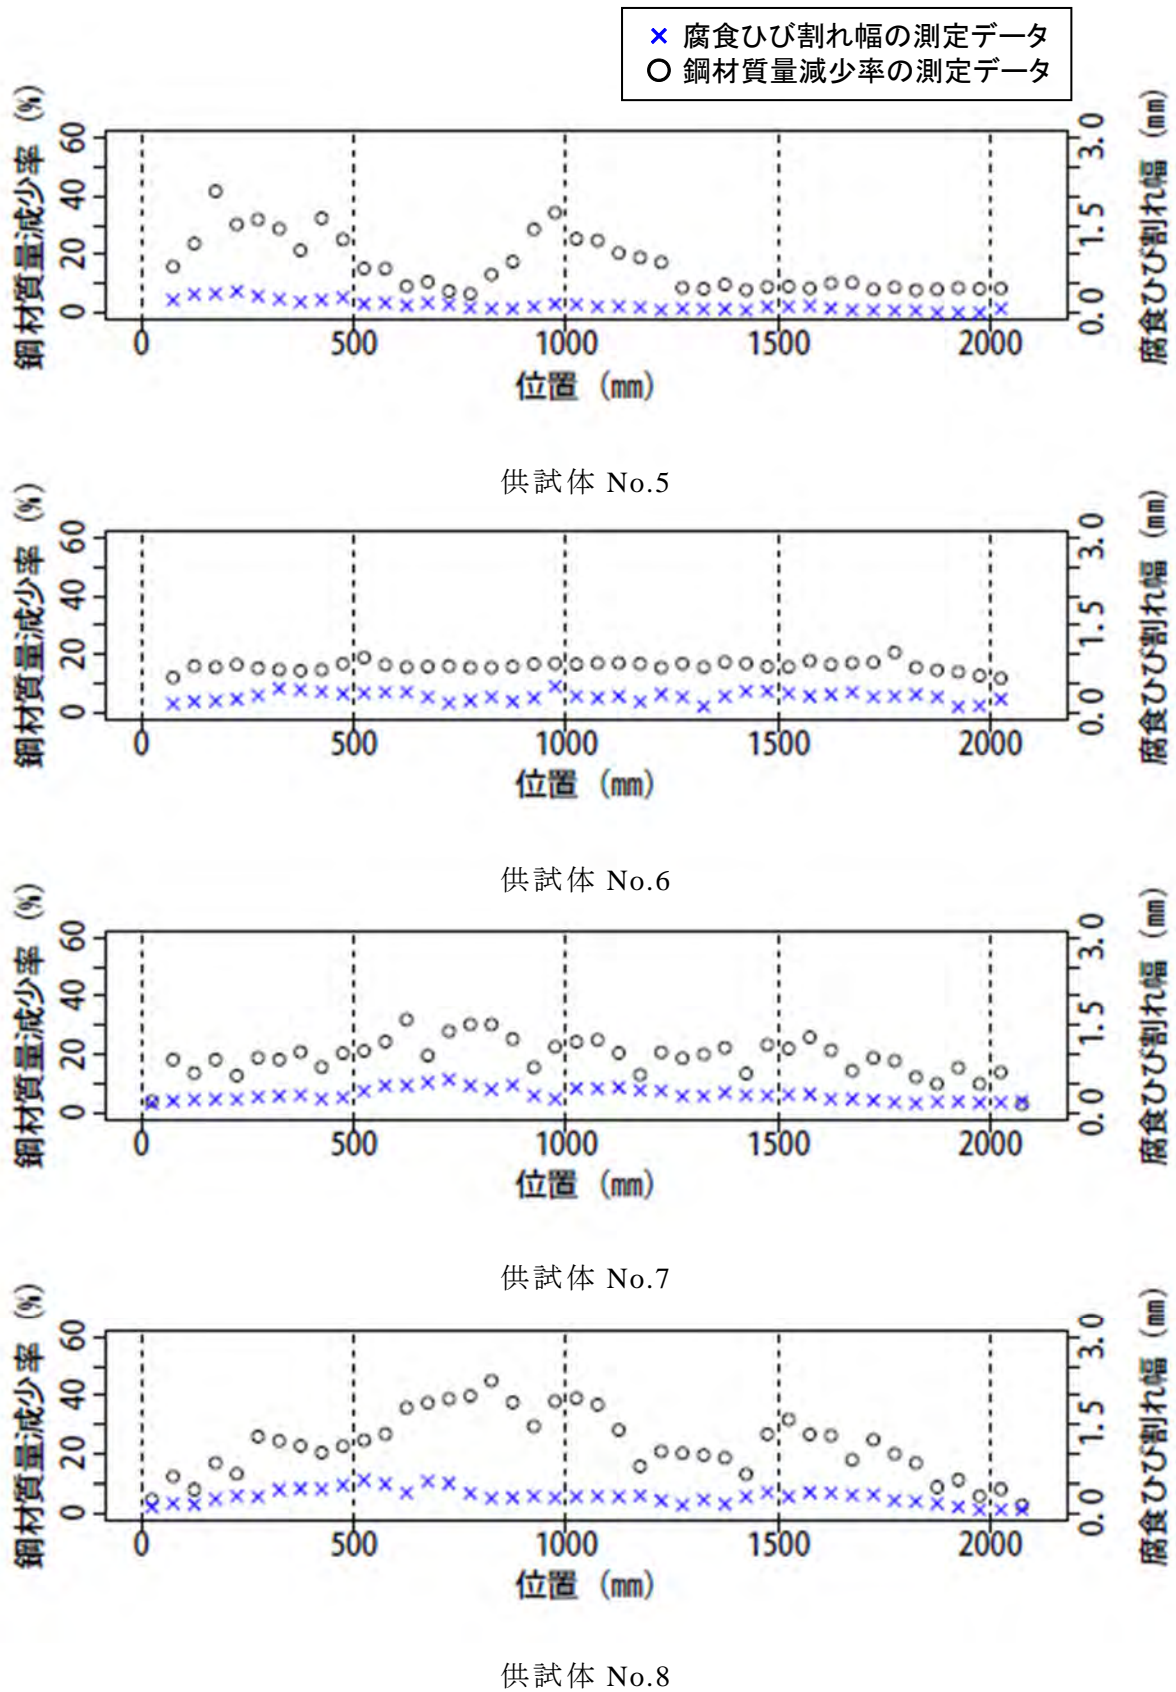 × 腐食ひび割れ幅の測定データ
○ 鋼材質量減少率の測定データ
鋼材質量減少率 (%)
60
40
20
0
3.0
1.5
0.0
腐食ひび割れ幅 (mm)
0 500 1000 1500 2000
位置 (mm)
供試体 No.5
鋼材質量減少率 (%)
60
40
20
0
3.0
1.5
0.0
腐食ひび割れ幅 (mm)
0 500 1000 1500 2000
位置 (mm)
供試体 No.6
鋼材質量減少率 (%)
60
40
20
0
3.0
1.5
0.0
腐食ひび割れ幅 (mm)
0 500 1000 1500 2000
位置 (mm)
供試体 No.7
鋼材質量減少率 (%)
60
40
20
0
3.0
1.5
0.0
腐食ひび割れ幅 (mm)
0 500 1000 1500 2000
位置 (mm)
供試体 No.8